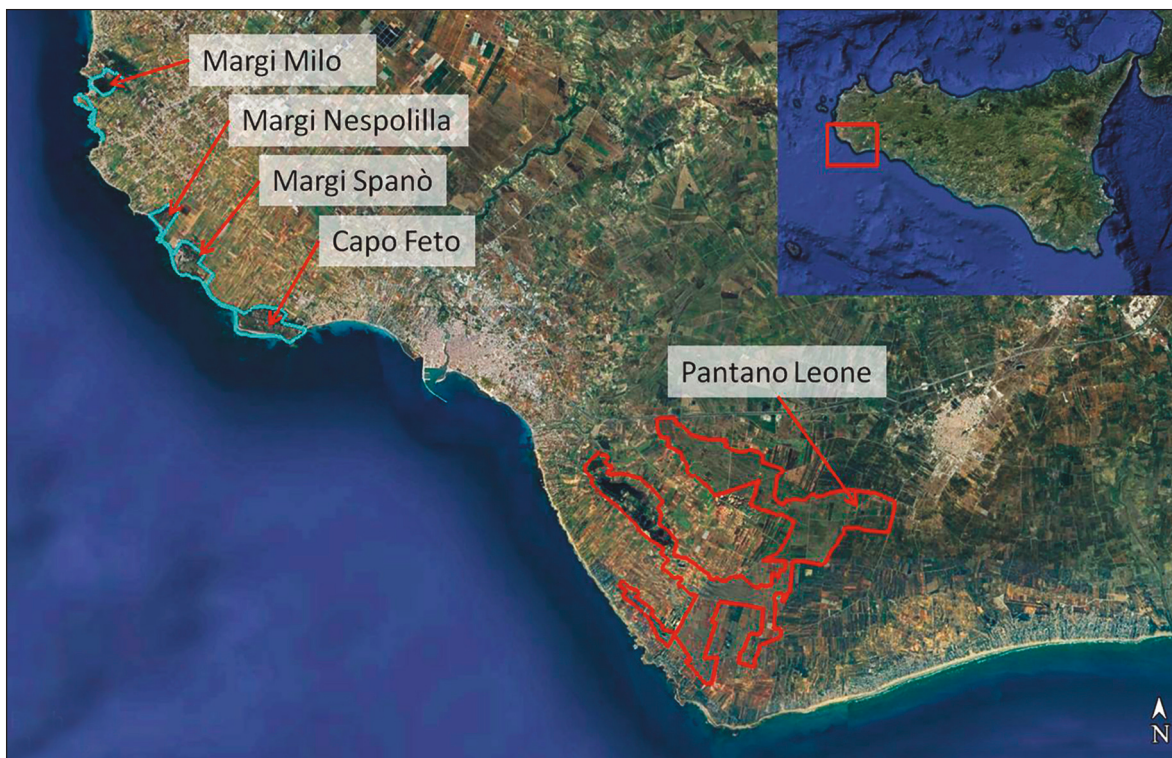 Margi Milo
Margi Nespolilla
Margi Spanò
Capo Feto
Pantano Leone
N